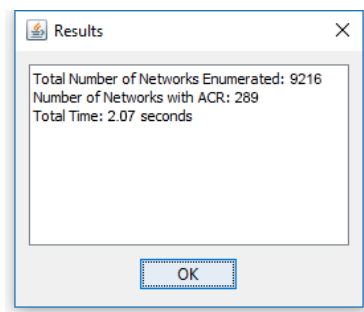 Results
Total Number of Networks Enumerated: 9216
Number of Networks with ACR: 289
Total Time: 2.07 seconds
OK